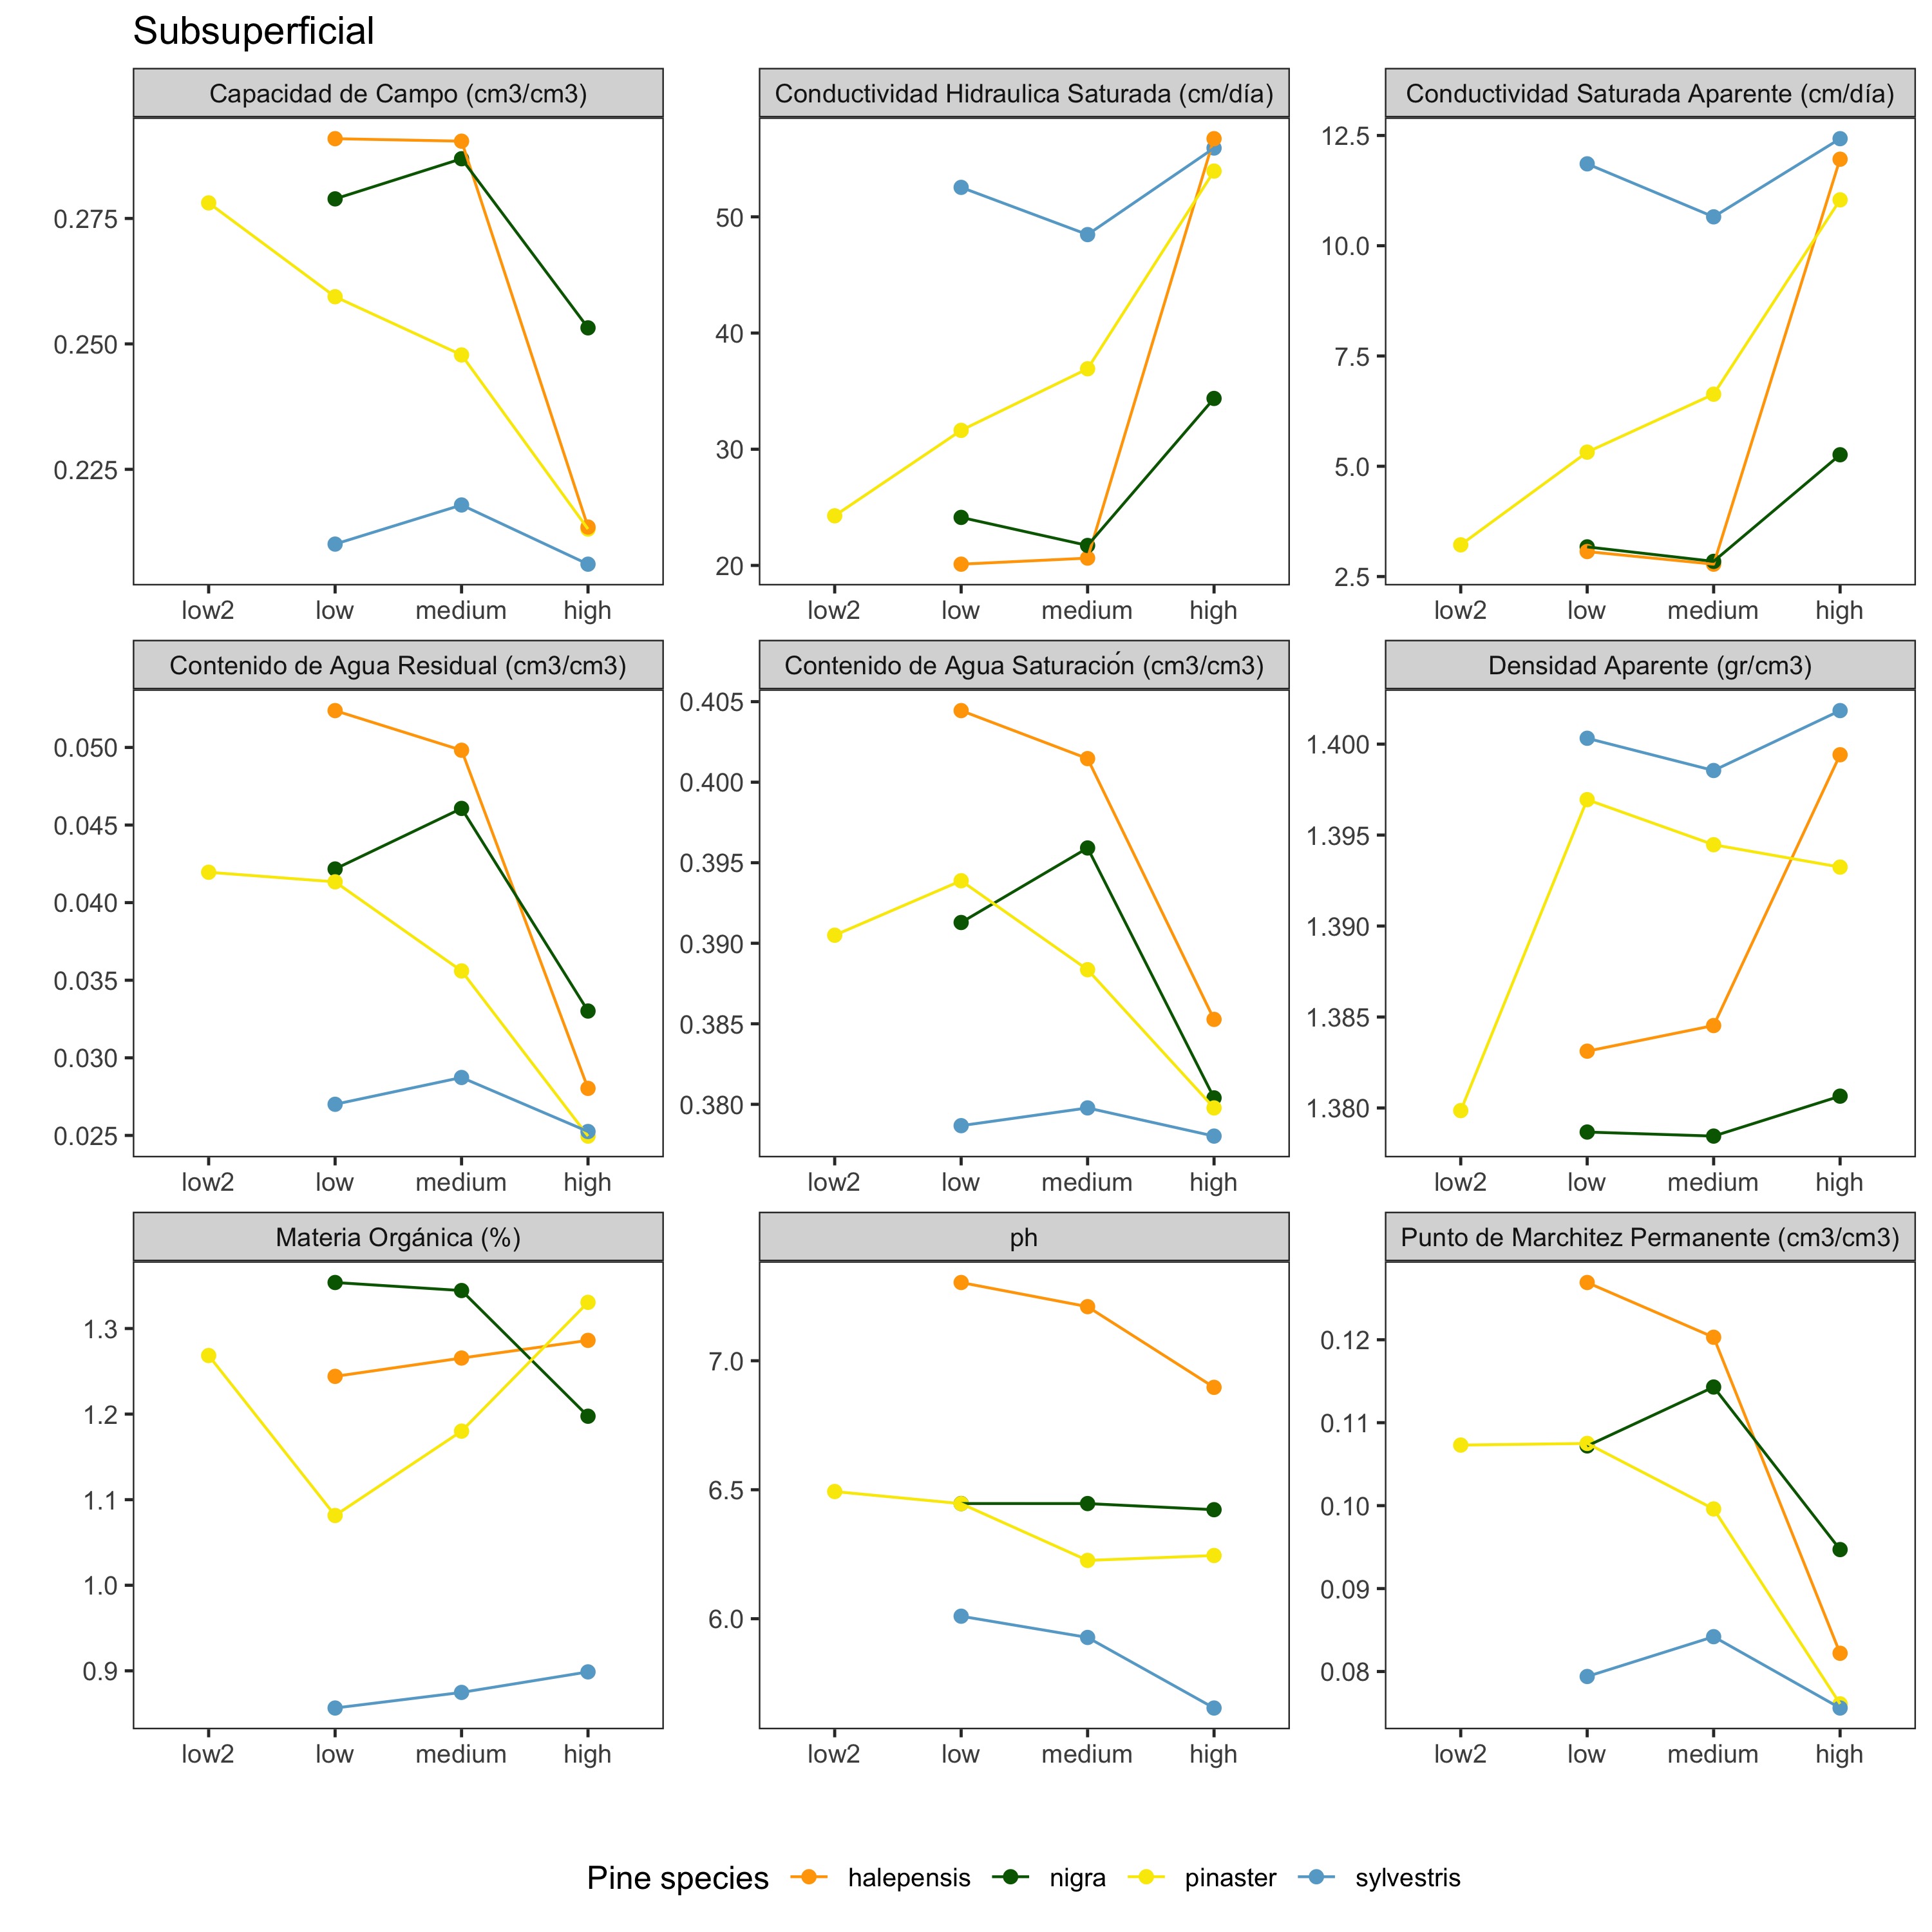 Subsuperficial
Capacidad de Campo (cm3/cm3)
Conductividad Hidraulica Saturada (cm/día)
Conductividad Saturada Aparente (cm/día)
0.275
0.250
0.225
low2 low medium high
50
40
30
20
low2 low medium high
12.5
10.0
7.5
5.0
2.5
low2 low medium high
Contenido de Agua Residual (cm3/cm3)
Contenido de Agua Saturación (cm3/cm3)
Densidad Aparente (gr/cm3)
0.050
0.045
0.040
0.035
0.030
0.025
low2 low medium high
0.405
0.400
0.395
0.390
0.385
0.380
low2 low medium high
1.400
1.395
1.390
1.385
1.380
low2 low medium high
Materia Orgánica (%)
ph
Punto de Marchitez Permanente (cm3/cm3)
1.3
1.2
1.1
1.0
0.9
low2 low medium high
7.0
6.5
6.0
low2 low medium high
0.12
0.11
0.10
0.09
0.08
low2 low medium high
Pine species halepensis nigra pinaster sylvestris